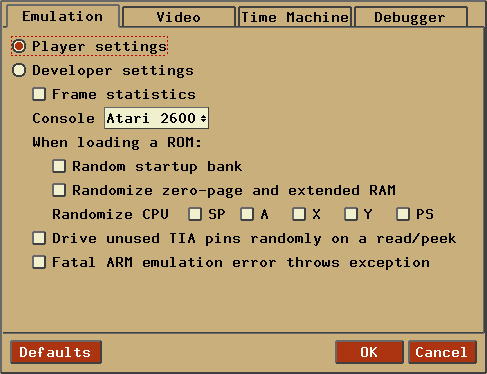 Emulation Video Time Machine Debugger
Player settings
Developer settings
Frame statistics
Console Atari 2600
When loading a ROM:
Random startup bank
Randomize zero-page and extended RAM
Randomize CPU SP A X Y PS
Drive unused TIA pins randomly on a read/peek
Fatal ARM emulation error throws exception
Defaults OK Cancel